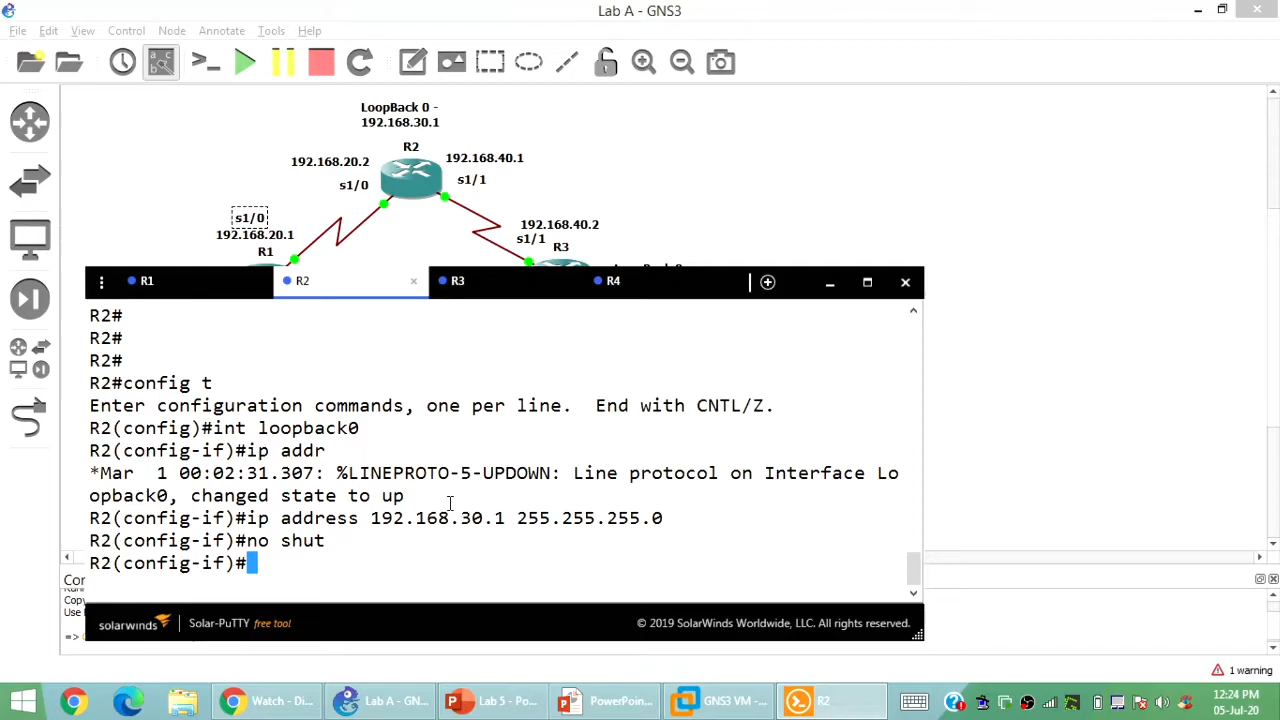 Lab A - GNS3
File Edit View Control Node Annotate Tools Help
LoopBack 0 -
192.168.30.1
R2
192.168.20.2
192.168.40.1
s1/0
s1/1
s1/0
192.168.20.1
R1
192.168.40.2
s1/1
R3
R1 R2 × R3 R4
R2#
R2#
R2#
R2#config t
Enter configuration commands, one per line.  End with CNTL/Z.
R2(config)#int loopback0
R2(config-if)#ip addr
*Mar  1 00:02:31.307: %LINEPROTO-5-UPDOWN: Line protocol on Interface Lo
opback0, changed state to up
R2(config-if)#ip address 192.168.30.1 255.255.255.0
R2(config-if)#no shut
R2(config-if)#
solarwinds Solar-PuTTY free tool © 2019 SolarWinds Worldwide, LLC. All rights reserved.
Copy
Use
=>
1 warning
Watch - Di... Lab A - GN... Lab 5 - Po... PowerPoin... GNS3 VM -... R2
12:24 PM
05-Jul-20